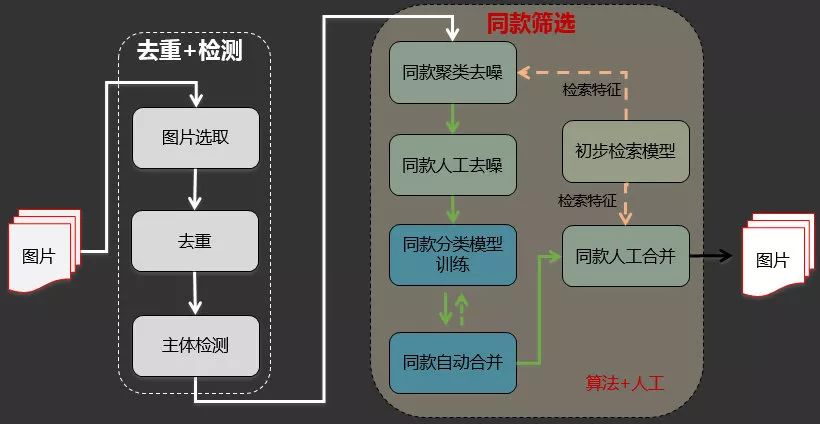 去重+检测
图片选取
去重
主体检测
图片
同款筛选
同款聚类去噪
检索特征
同款人工去噪
初步检索模型
检索特征
同款分类模型
训练
同款人工合并
同款自动合并
算法+人工
图片